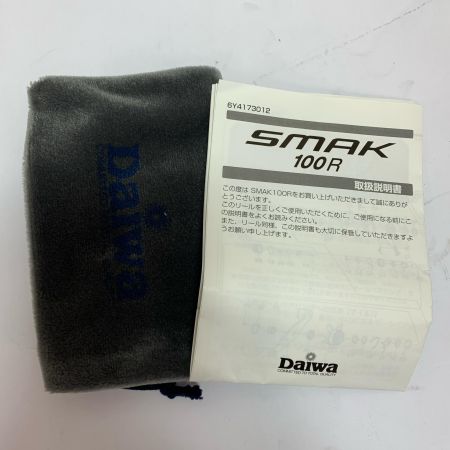 Daiwa
6Y4173012
SMAK
100R
取扱説明書
この度は SMAK100Rをお買い上げいただきまして誠にありが
とうございます。
このリールを正しくご使用いただくために、ご使用になる前にこ
の説明書をよくお読みください。
また、リール同様、この説明書も大切に保管していただきますよ
うお願い申し上げます。
Daiwa
COMMITTED TO TOTAL QUALITY